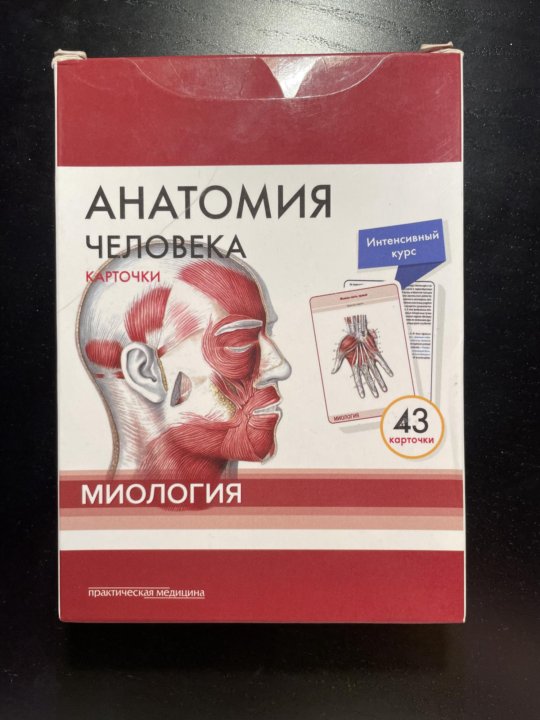 АНАТОМИЯ
ЧЕЛОВЕКА
КАРТОЧКИ
Интенсивный
курс
МИОЛОГИЯ
43
карточки
МИОЛОГИЯ
практическая медицина